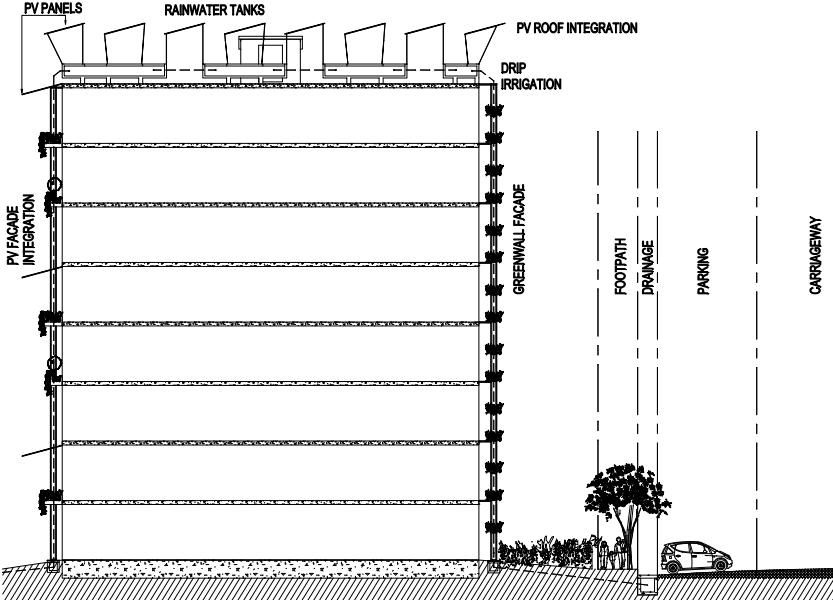 PV PANELS
RAINWATER TANKS
PV ROOF INTEGRATION
DRIP
IRRIGATION
PV FACADE
INTEGRATION
GREENWALL FACADE
FOOTPATH
DRAINAGE
PARKING
CARRIAGEWAY